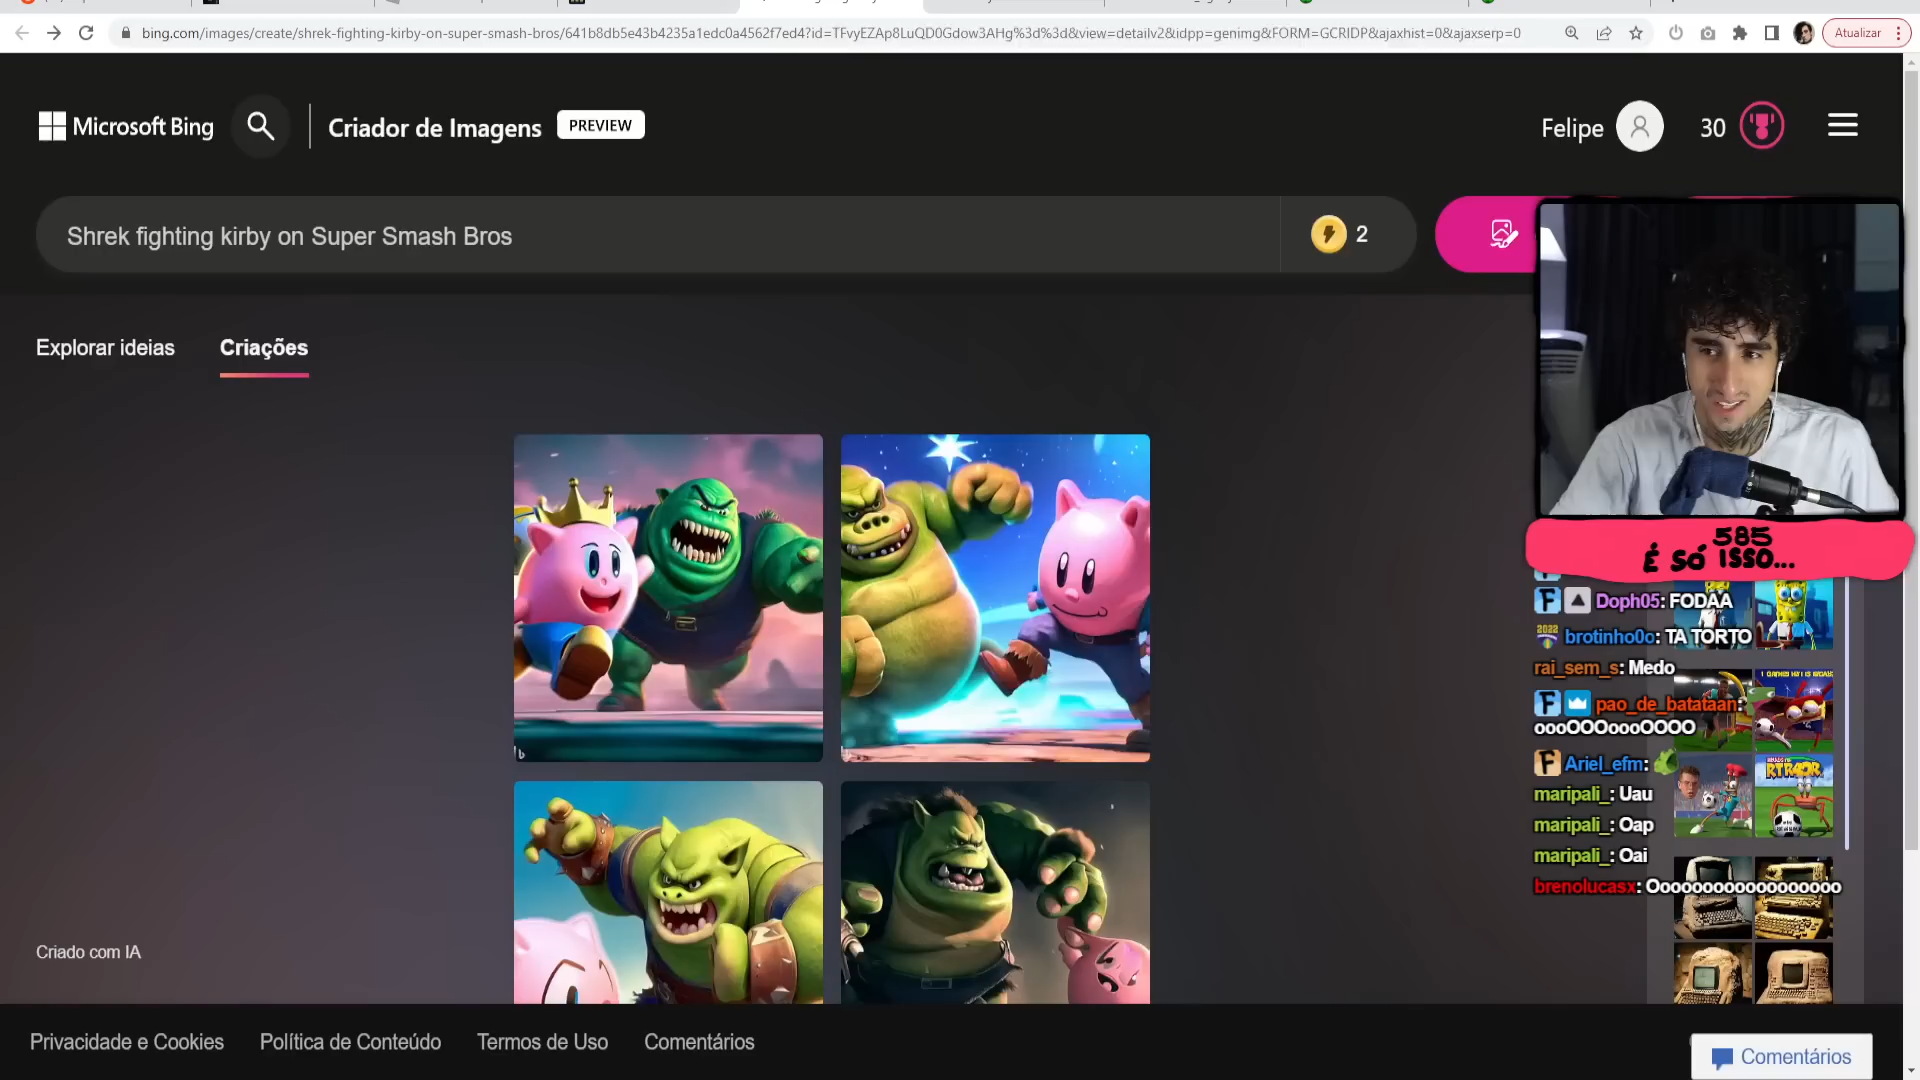 bing.com/images/create/shrek-fighting-kirby-on-super-smash-bros/641b8db5e43b4235a1edc0a4562f7ed4?id=TFvyEZAp8LuQD0Gdow3AHg%3d%3d&view=detailv2&idpp=genimg&FORM=GCRIDP&ajaxhist=0&ajaxserp=0
Atualizar
Microsoft Bing
Criador de Imagens
PREVIEW
Felipe
30
Shrek fighting kirby on Super Smash Bros
2
Explorar ideias
Criações
585
É SÓ ISSO...
Doph05: FODAA
2022
brotinho0o: TA TORTO
rai_sem_s: Medo
pao_de_batataan:
oooOOOoooOOOO
Ariel_efm:
maripali_: Uau
maripali_: Oap
maripali_: Oai
brenolucasx: Oooooooooooooooooo
Criado com IA
Privacidade e Cookies
Política de Conteúdo
Termos de Uso
Comentários
Comentários